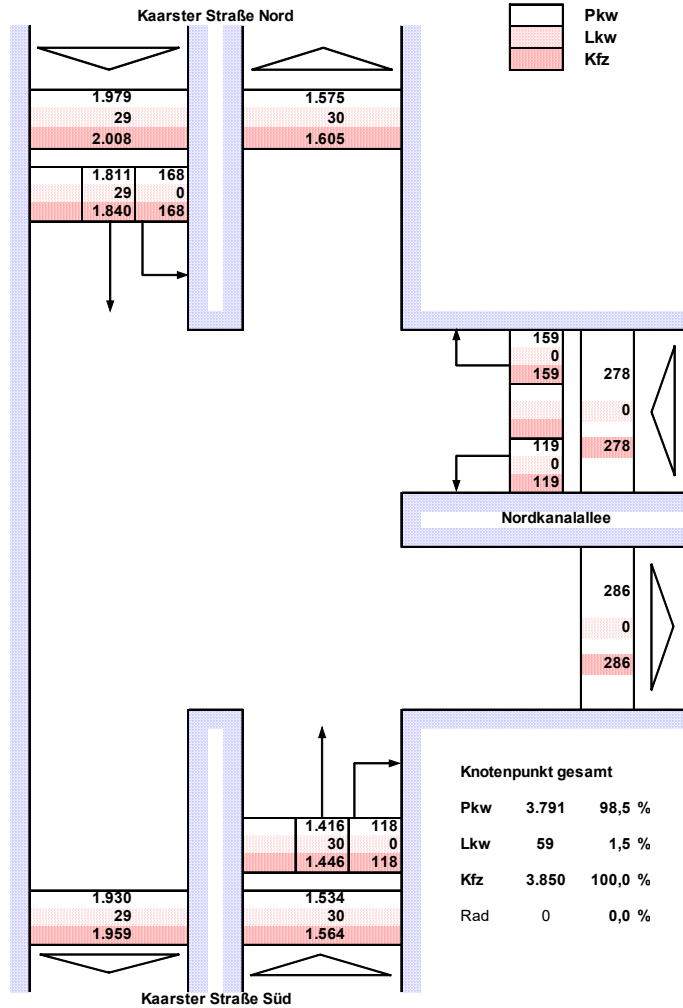 Kaarster Straße Nord
Pkw
Lkw
Kfz
1.979 1.575
29 30
2.008 1.605
1.811 168
29 0
1.840 168
159
0
159
278
0
278
119
0
119
Nordkanalallee
286
0
286
Knotenpunkt gesamt
Pkw 3.791 98,5 %
Lkw 59 1,5 %
Kfz 3.850 100,0 %
Rad 0 0,0 %
1.416 118
30 0
1.446 118
1.930 1.534
29 30
1.959 1.564
Kaarster Straße Süd